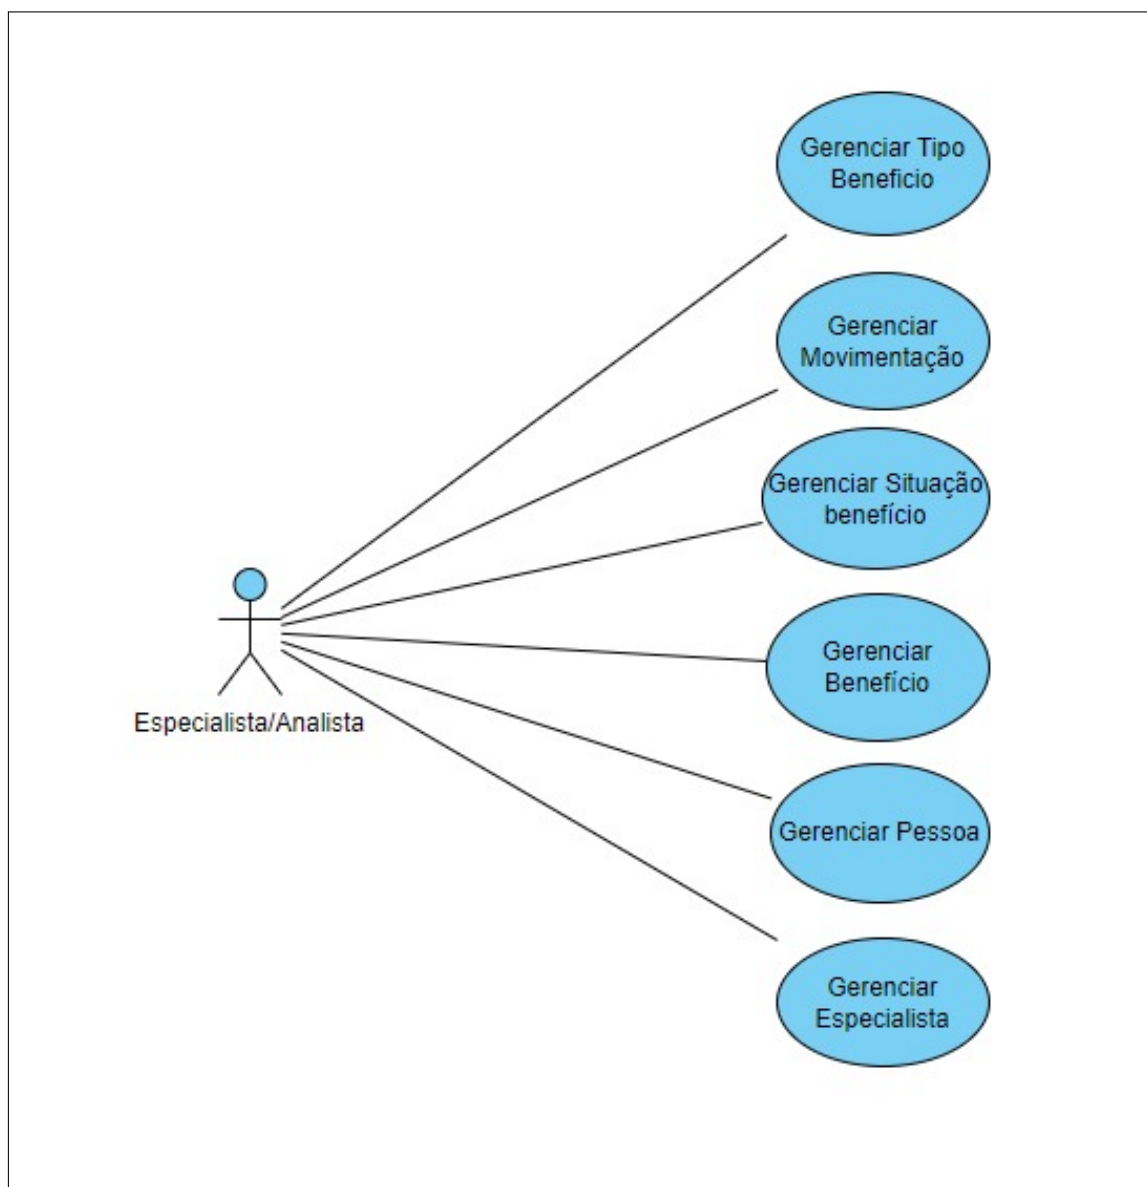 Gerenciar Tipo
Beneficio
Gerenciar
Movimentação
Gerenciar Situação
benefício
Gerenciar
Benefício
Especialista/Analista
Gerenciar Pessoa
Gerenciar
Especialista